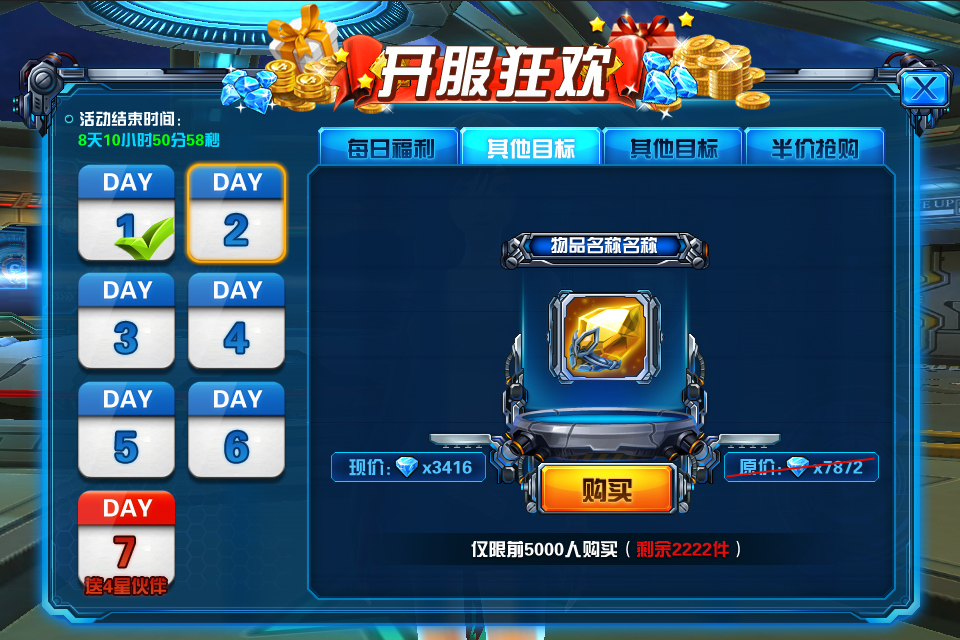 开服狂欢
活动结束时间:
8天10小时50分58秒
每日福利 其他目标 其他目标 半价抢购
DAY 1
DAY 2
DAY 3
DAY 4
DAY 5
DAY 6
DAY 7
送4星伙伴
物品名称名称
现价: x3416
原价: x7872
购买
仅限前5000人购买 ( 剩余2222件 )
E UP